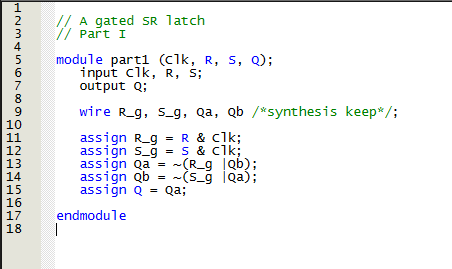 1
2 // A gated SR latch
3 // Part I
4
5 module part1 (Clk, R, S, Q);
6 input Clk, R, S;
7 output Q;
8
9 wire R_g, S_g, Qa, Qb /*synthesis keep*/;
10
11 assign R_g = R & Clk;
12 assign S_g = S & Clk;
13 assign Qa = ~(R_g |Qb);
14 assign Qb = ~(S_g |Qa);
15 assign Q = Qa;
16
17 endmodule
18